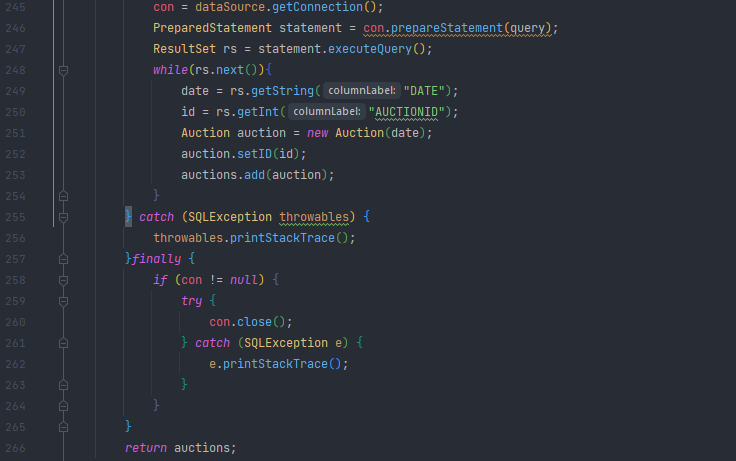 245 con = dataSource.getConnection();
246 PreparedStatement statement = con.prepareStatement(query);
247 ResultSet rs = statement.executeQuery();
248 while(rs.next()){
249 date = rs.getString( columnLabel: "DATE");
250 id = rs.getInt( columnLabel: "AUCTIONID");
251 Auction auction = new Auction(date);
252 auction.setID(id);
253 auctions.add(auction);
254 }
255 } catch (SQLException throwables) {
256 throwables.printStackTrace();
257 }finally {
258 if (con != null) {
259 try {
260 con.close();
261 } catch (SQLException e) {
262 e.printStackTrace();
263 }
264 }
265 }
266 return auctions;